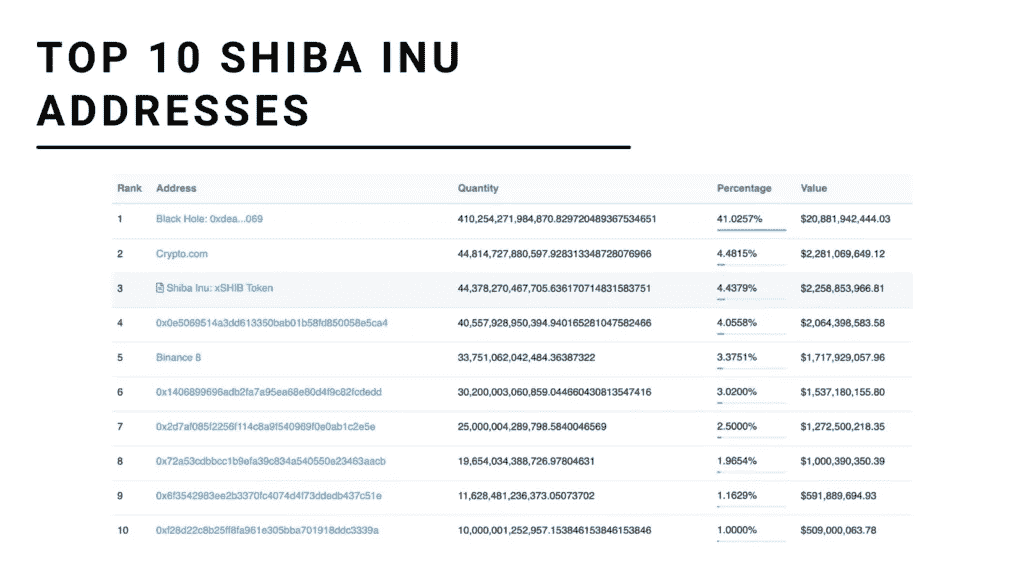 TOP 10 SHIBA INU
ADDRESSES
Rank Address Quantity Percentage Value
1 Black Hole: 0xdea...069 410,254,271,984,870.829720489367534651 41.0257% $20,881,942,444.03
2 Crypto.com 44,814,727,880,597.928313348728076966 4.4815% $2,281,069,649.12
3 Shiba Inu: xSHIB Token 44,378,270,467,705.636170714831583751 4.4379% $2,258,853,966.81
4 0x0e5069514a3dd613350bab01b58fd850058e5ca4 40,557,928,950,394.940165281047582466 4.0558% $2,064,398,583.58
5 Binance 8 33,751,062,042,484.36387322 3.3751% $1,717,929,057.96
6 0x1406899696adb2fa7a95ea68e80d4f9c82fcdedd 30,200,003,060,859.044660430813547416 3.0200% $1,537,180,155.80
7 0x2d7af085f2256f114c8a9f540969f0e0ab1c2e5e 25,000,004,289,798.5840046569 2.5000% $1,272,500,218.35
8 0x72a53cdbbcc1b9efa39c834a540550e23463aacb 19,654,034,388,726.97804631 1.9654% $1,000,390,350.39
9 0x6f3542983ee2b3370fc4074d4f73ddedb437c51e 11,628,481,236,373.05073702 1.1629% $591,889,694.93
10 0xf28d22c8b25ff8fa961e305bba701918ddc3339a 10,000,001,252,957.153846153846153846 1.0000% $509,000,063.78